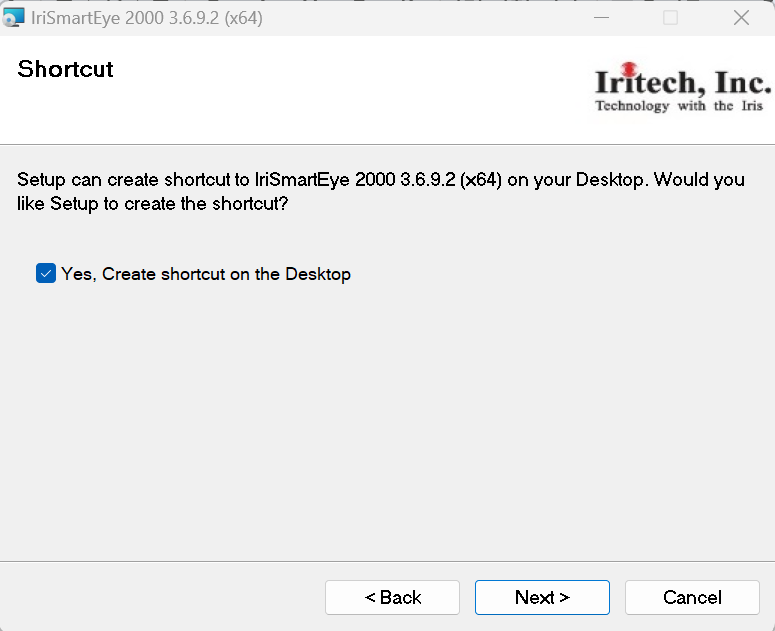 IriSmartEye 2000 3.6.9.2 (x64)
Shortcut
Iritech, Inc.
Technology with the Iris
Setup can create shortcut to IriSmartEye 2000 3.6.9.2 (x64) on your Desktop. Would you
like Setup to create the shortcut?
Yes, Create shortcut on the Desktop
< Back
Next >
Cancel